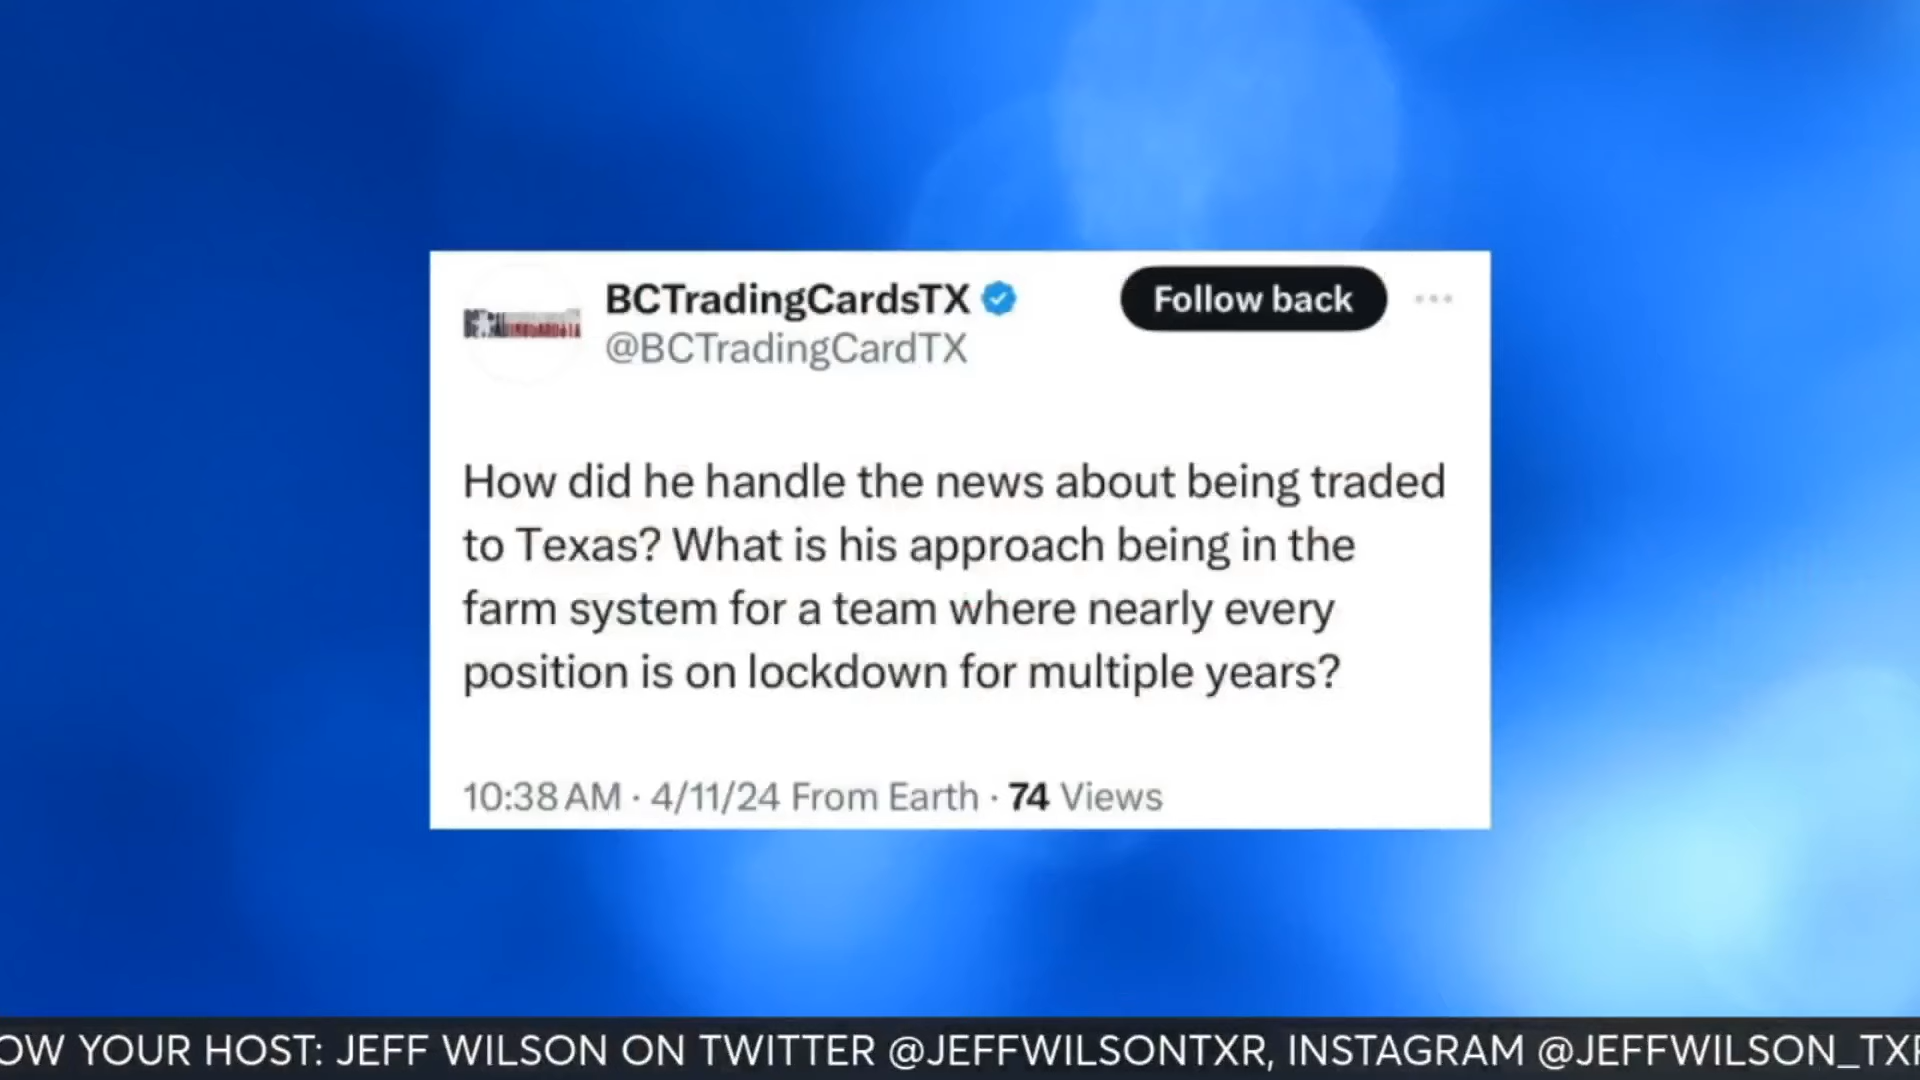 BCTradingCardsTX
Follow back
@BCTradingCardTX
How did he handle the news about being traded
to Texas? What is his approach being in the
farm system for a team where nearly every
position is on lockdown for multiple years?
10:38 AM · 4/11/24 From Earth · 74 Views
OW YOUR HOST: JEFF WILSON ON TWITTER @JEFFWILSONTXR, INSTAGRAM @JEFFWILSON_TXR